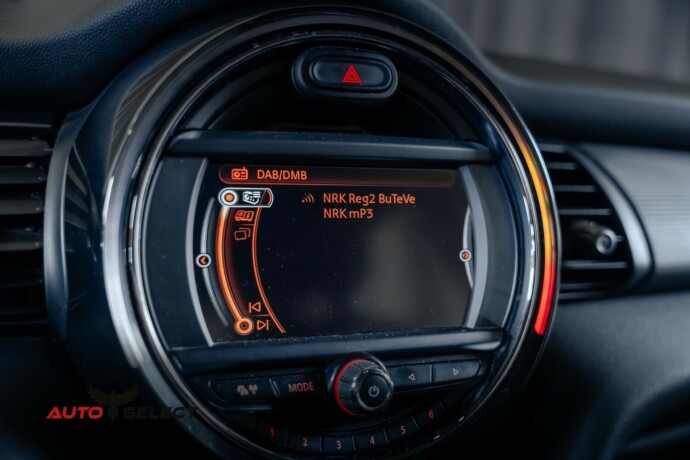 DAB/DMB
NRK Reg2 BuTeVe
NRK mP3
MODE
1 2 3 4 5 6
AUTO SELECT